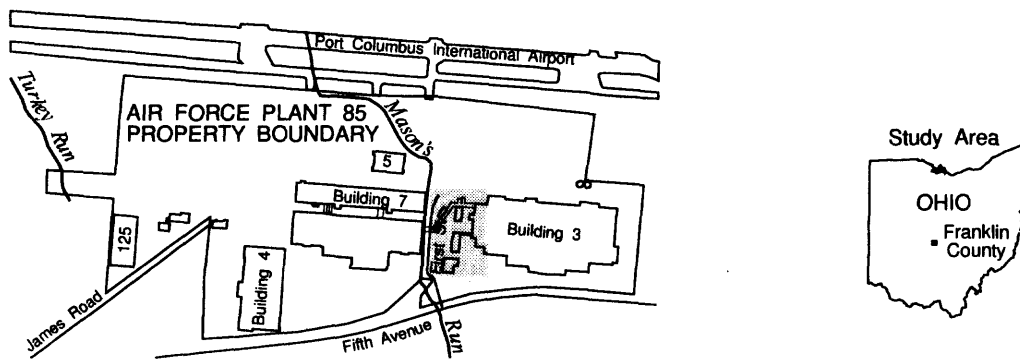 Port Columbus International Airport
Turkey Run
AIR FORCE PLANT 85
PROPERTY BOUNDARY
Mason's
Run
5
Building 7
First
Building 3
125
Building 4
James Road
Fifth Avenue
Study Area
OHIO
Franklin
County